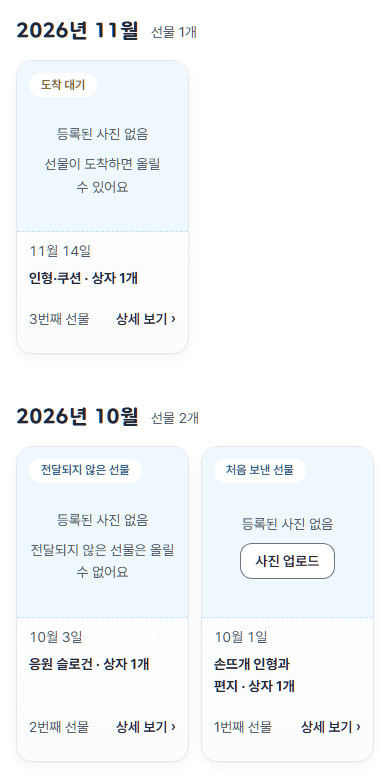 2026년 11월 선물 1개
도착 대기
등록된 사진 없음
선물이 도착하면 올릴
수 있어요
11월 14일
인형·쿠션 · 상자 1개
3번째 선물 상세 보기 ›
2026년 10월 선물 2개
전달되지 않은 선물
등록된 사진 없음
전달되지 않은 선물은 올릴
수 없어요
10월 3일
응원 슬로건 · 상자 1개
2번째 선물 상세 보기 ›
처음 보낸 선물
등록된 사진 없음
사진 업로드
10월 1일
손뜨개 인형과
편지 · 상자 1개
1번째 선물 상세 보기 ›